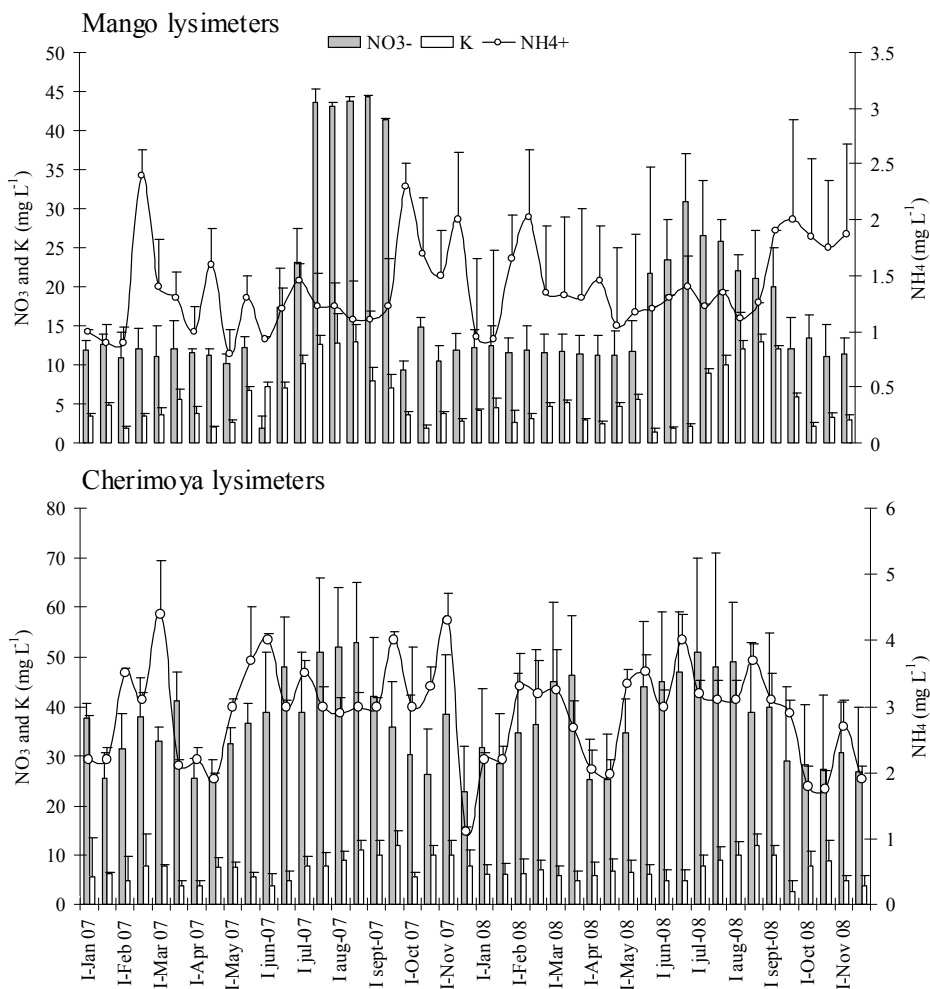 Mango lysimeters
NO3- K NH4+
NO3 and K (mg L-1)
50
45
40
35
30
25
20
15
10
5
0
NH4 (mg L-1)
3.5
3
2.5
2
1.5
1
0.5
0
Cherimoya lysimeters
NO3 and K (mg L-1)
80
70
60
50
40
30
20
10
0
NH4 (mg L-1)
6
5
4
3
2
1
0
I-Jan 07
I-Feb 07
I-Mar 07
I-Apr 07
I-May 07
I jun-07
I jul-07
I aug-07
I sept-07
I-Oct 07
I-Nov 07
I-Jan 08
I-Feb 08
I-Mar 08
I-Apr 08
I-May 08
I jun-08
I jul-08
I aug-08
I sept-08
I-Oct 08
I-Nov 08